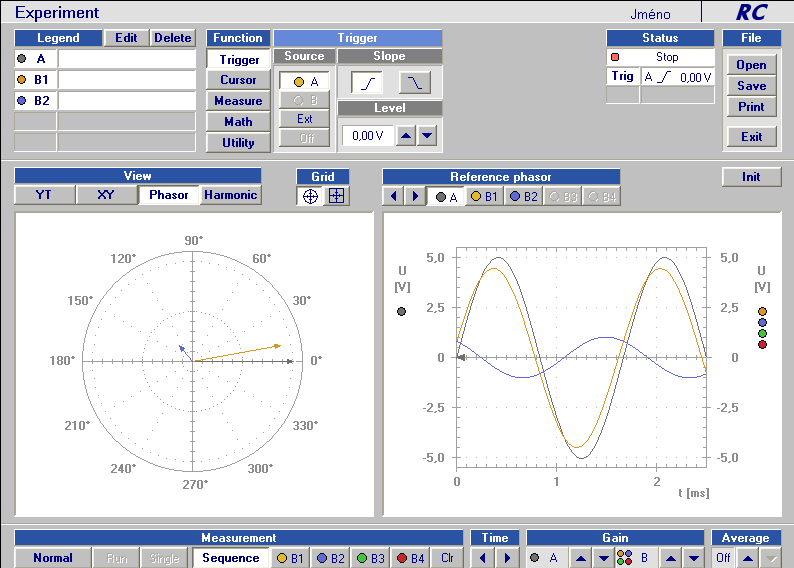 Experiment
Jméno
RC
Legend Edit Delete
A
B1
B2
Function
Trigger
Cursor
Measure
Math
Utility
Trigger
Source Slope
A
B
Ext
Off
Level
0,00 V
Status
Stop
Trig A 0,00 V
File
Open
Save
Print
Exit
View
YT XY Phasor Harmonic
Grid
Reference phasor
A B1 B2 B3 B4
Init
90°
120° 60°
150° 30°
180° 0°
210° 330°
240° 300°
270°
U
[V]
5,0
2,5
0
-2,5
-5,0
0 1 2
t [ms]
U
[V]
5,0
2,5
0
-2,5
-5,0
Measurement
Normal Run Single Sequence B1 B2 B3 B4 Clr
Time
Gain
A B
Average
Off